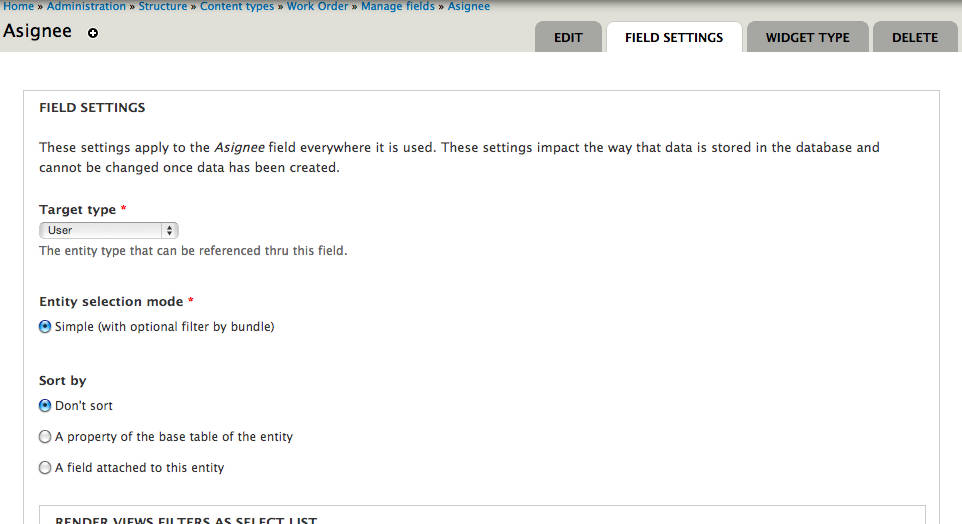 Home » Administration » Structure » Content types » Work Order » Manage fields » Asignee
Asignee
EDIT
FIELD SETTINGS
WIDGET TYPE
DELETE
FIELD SETTINGS
These settings apply to the Asignee field everywhere it is used. These settings impact the way that data is stored in the database and
cannot be changed once data has been created.
Target type *
User
The entity type that can be referenced thru this field.
Entity selection mode *
Simple (with optional filter by bundle)
Sort by
Don't sort
A property of the base table of the entity
A field attached to this entity
RENDER VIEWS FILTERS AS SELECT LIST